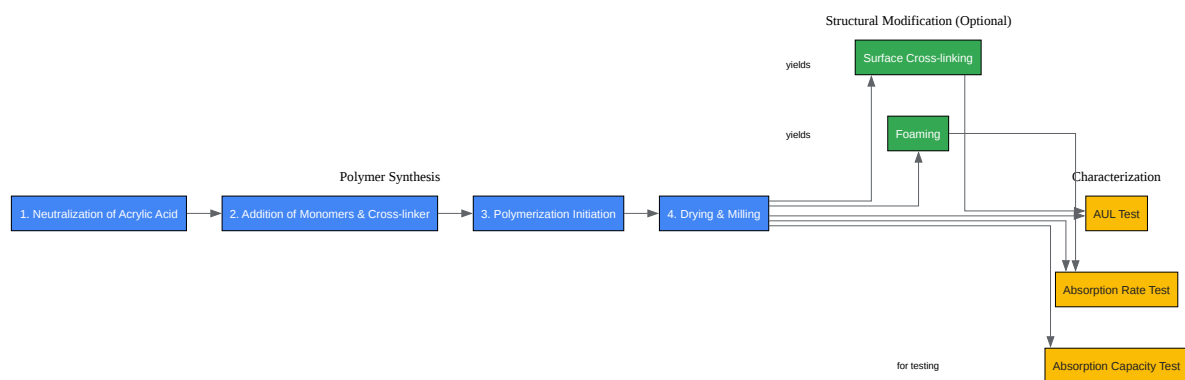 Structural Modification (Optional)
yields
Surface Cross-linking
yields
Foaming
Polymer Synthesis
Characterization
1. Neutralization of Acrylic Acid
2. Addition of Monomers & Cross-linker
3. Polymerization Initiation
4. Drying & Milling
AUL Test
Absorption Rate Test
for testing
Absorption Capacity Test